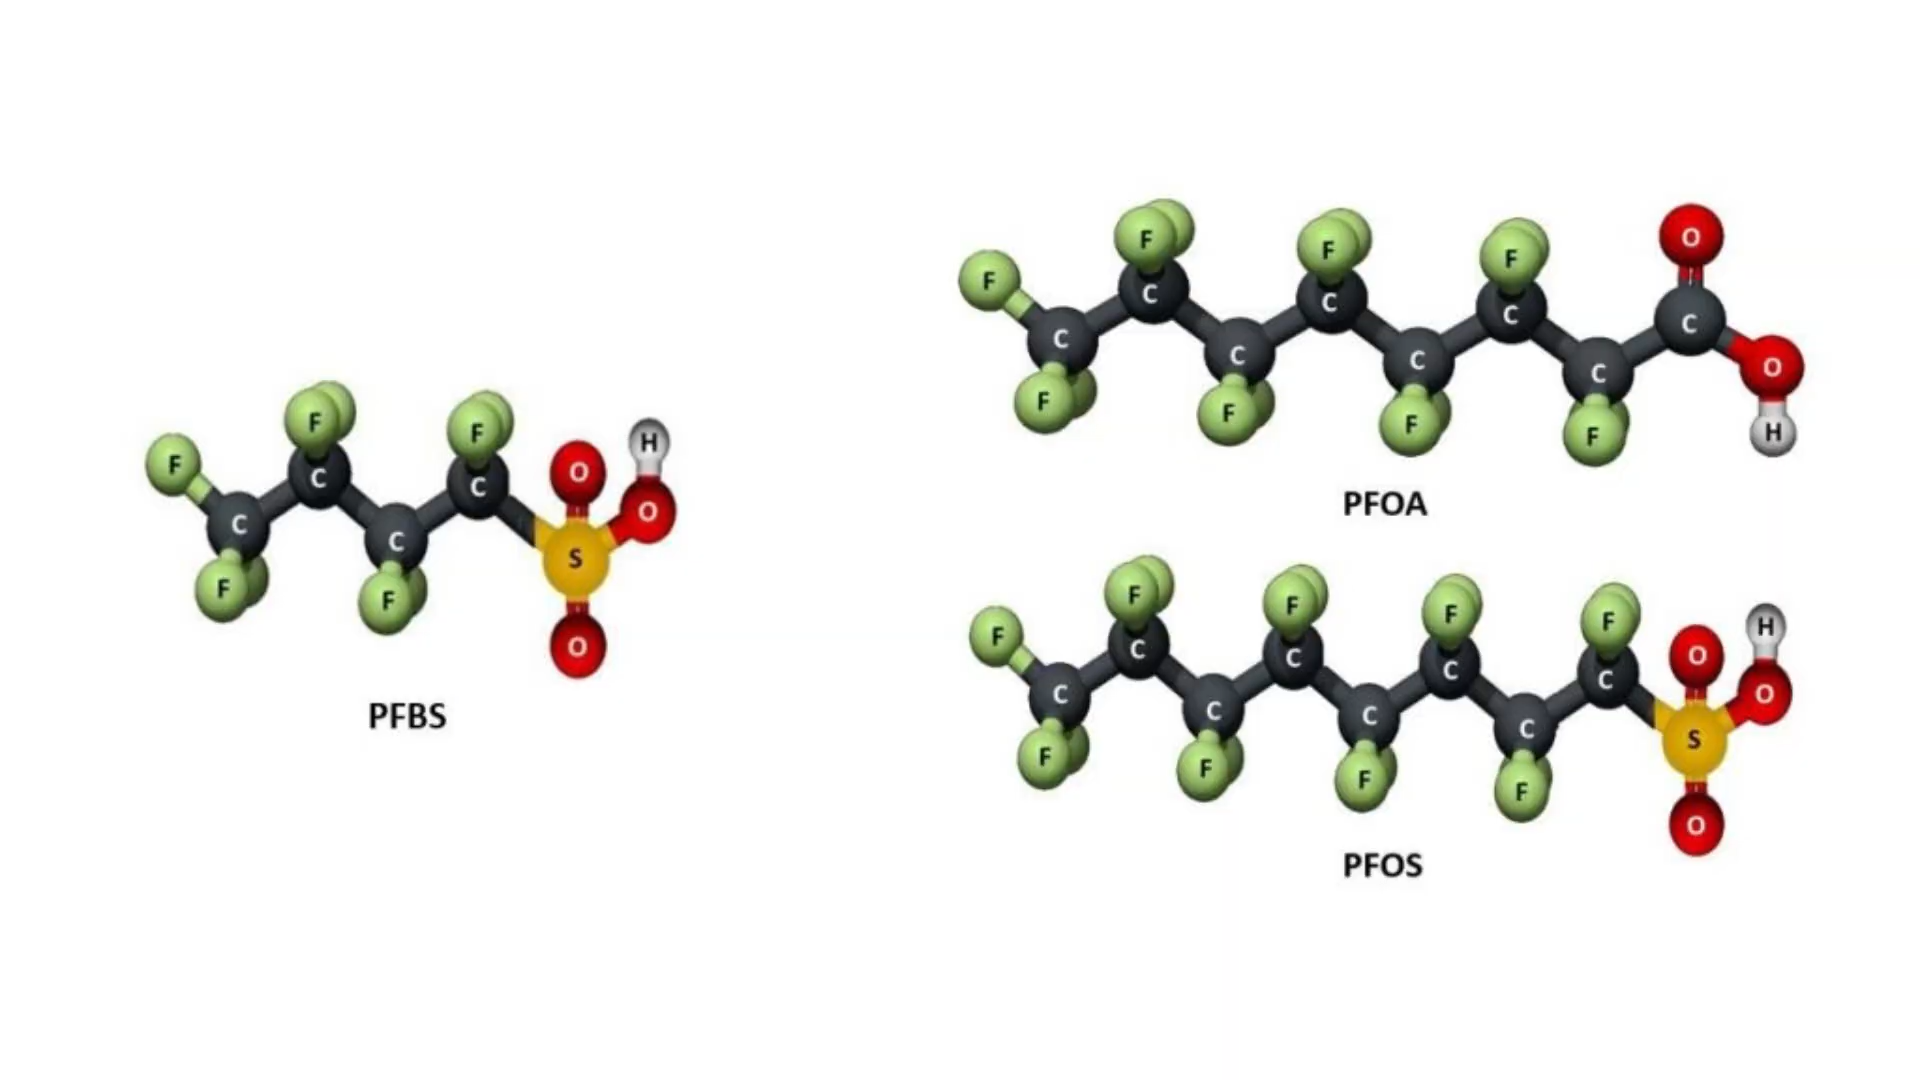 F F H
F C C O O
C C S
F F O
PFBS
F F F O
F C C C C
C C C C O
F F F F H
PFOA
F F F F H
F C C C C O O
C C C C S
F F F F O
PFOS